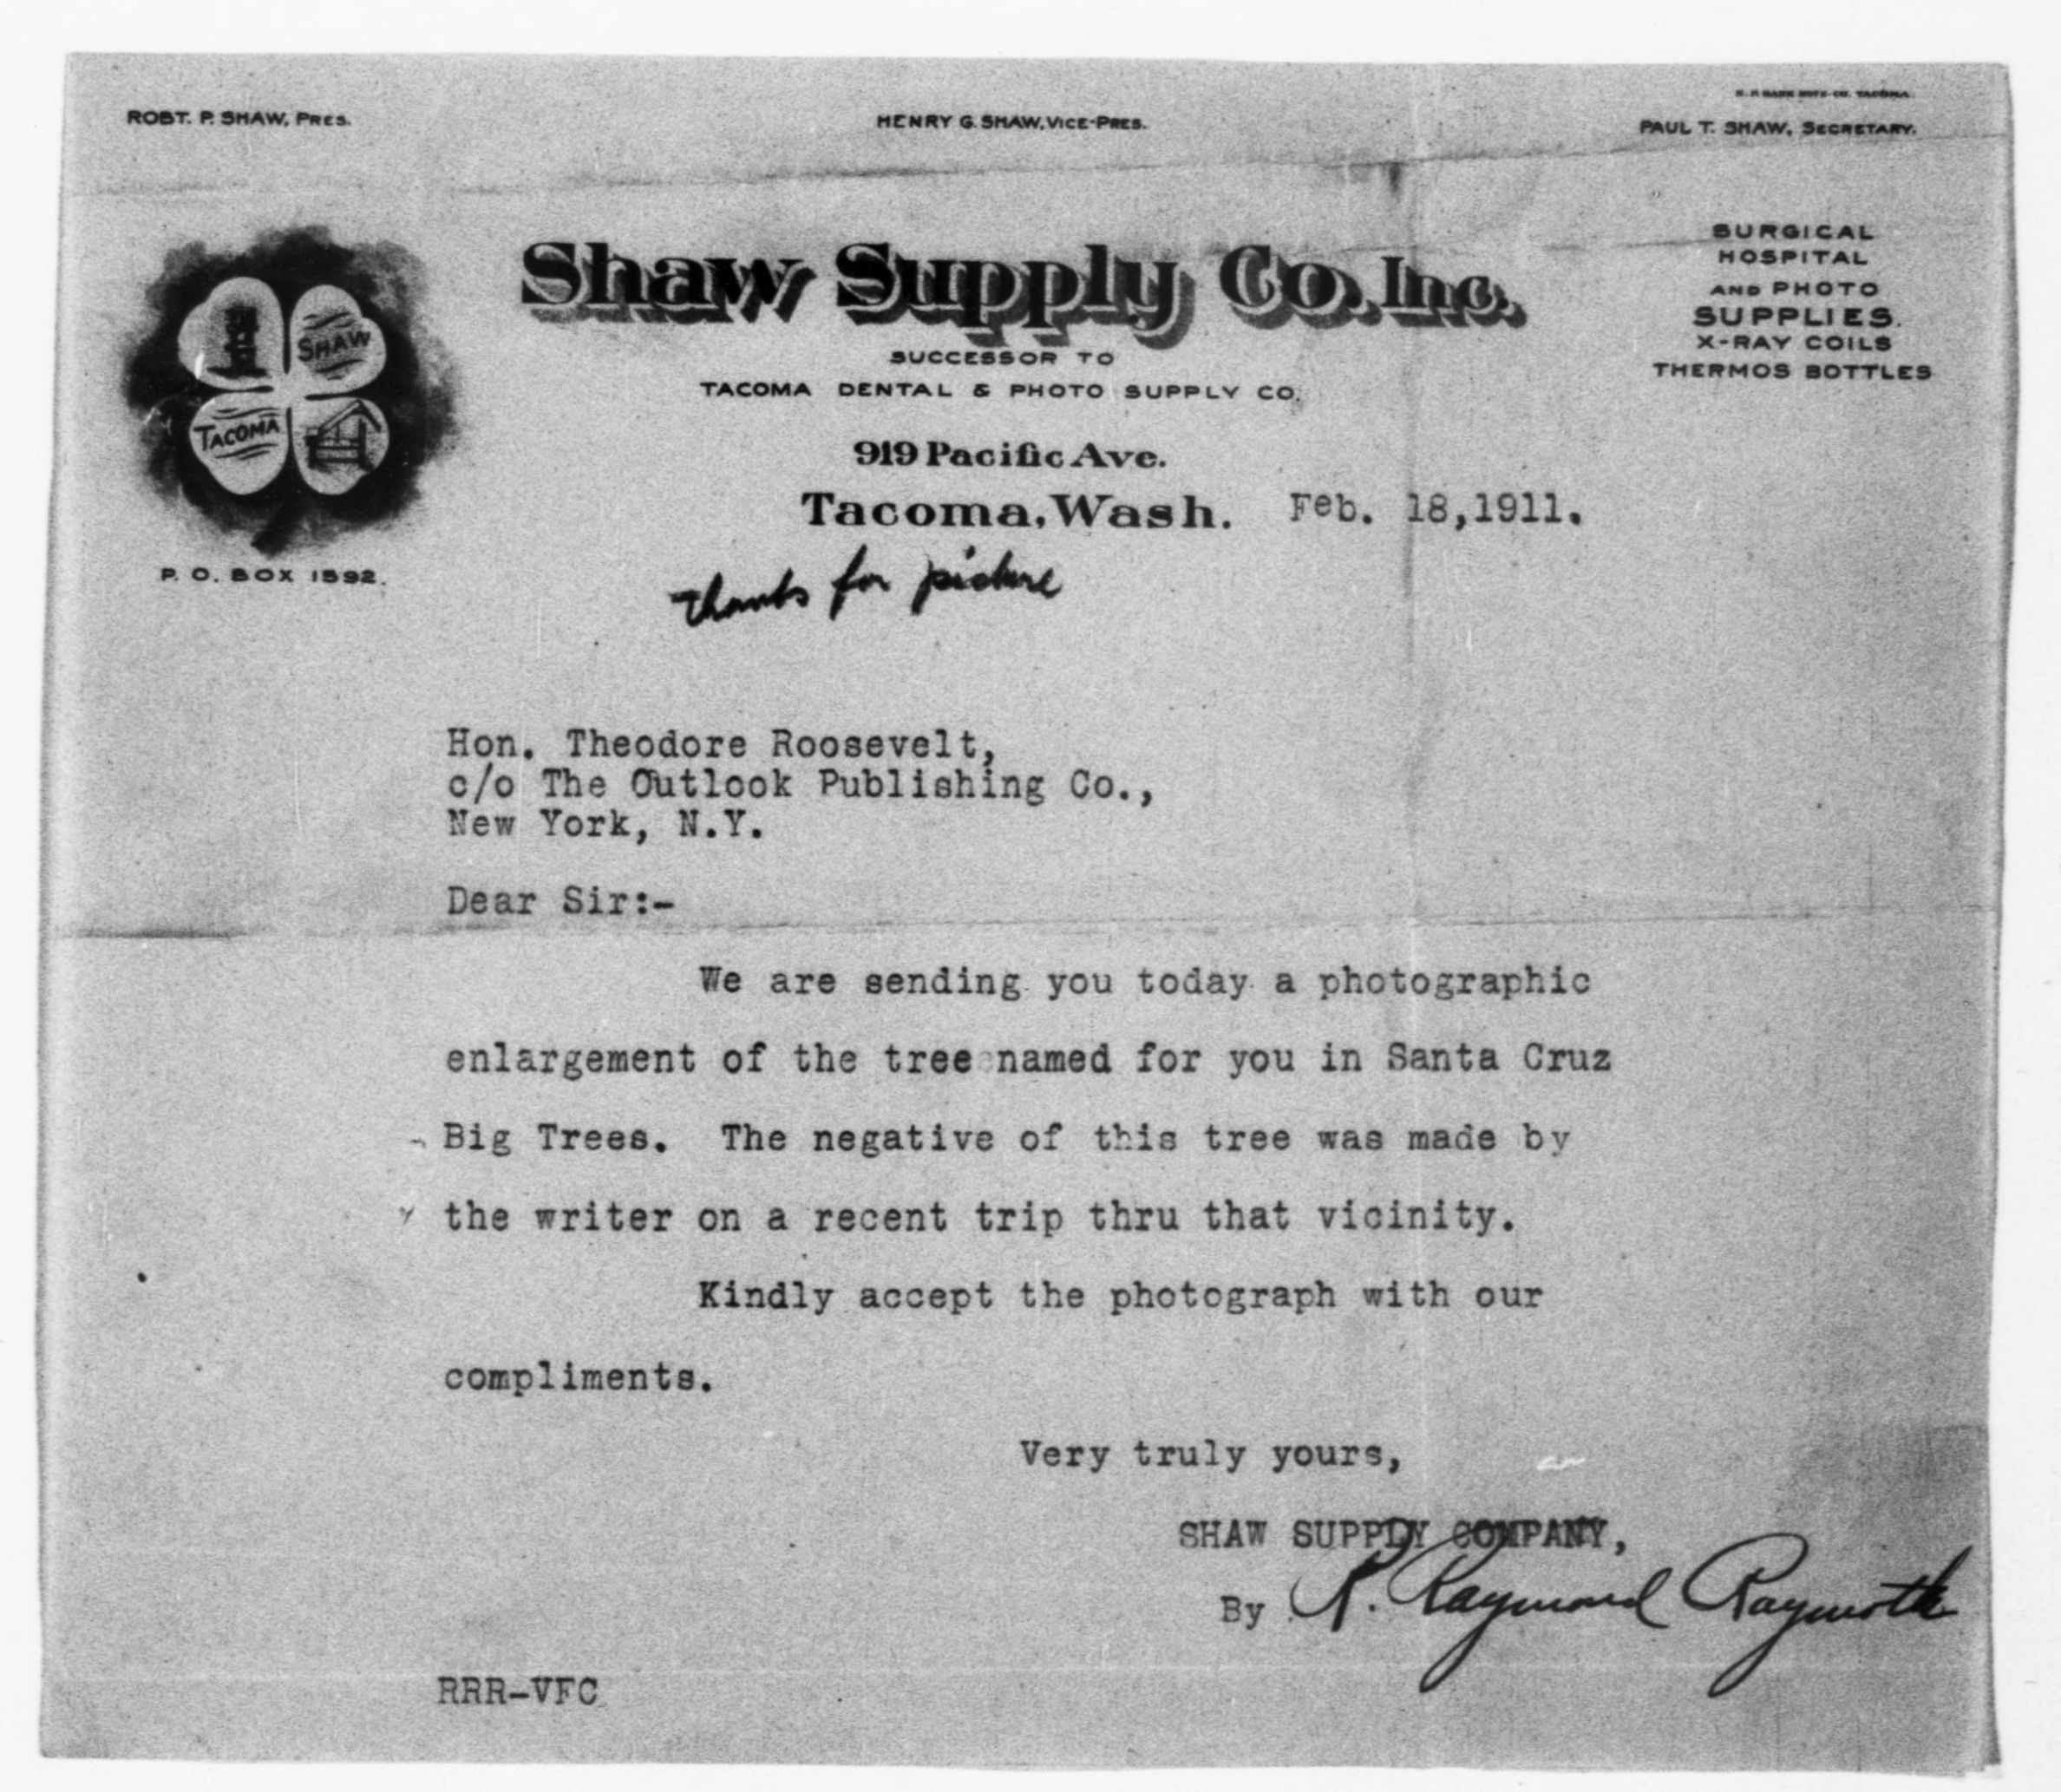 N. P. BANK NOTE CO. TACOMA.
ROBT. P. SHAW, PRES.
HENRY G. SHAW, VICE-PRES.
PAUL T. SHAW, SECRETARY.
Shaw Supply Co. Inc.
SUCCESSOR TO
TACOMA DENTAL & PHOTO SUPPLY CO.
SURGICAL
HOSPITAL
AND PHOTO
SUPPLIES.
X-RAY COILS
THERMOS BOTTLES
SHAW
TACOMA
P. O. BOX 1592.
919 Pacific Ave.
Tacoma, Wash. Feb. 18,1911.
thanks for picture
Hon. Theodore Roosevelt,
c/o The Outlook Publishing Co.,
New York, N.Y.
Dear Sir:-
We are sending you today a photographic
enlargement of the tree named for you in Santa Cruz
Big Trees. The negative of this tree was made by
the writer on a recent trip thru that vicinity.
Kindly accept the photograph with our
compliments.
Very truly yours,
SHAW SUPPLY COMPANY,
By R. Raymond Raymoth
RRR-VFC